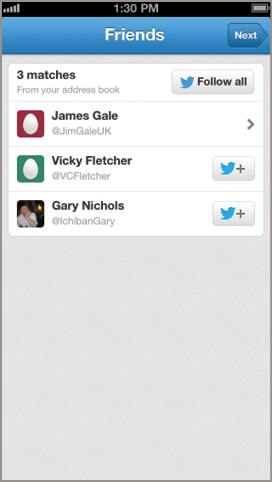 1:30 PM
Friends
Next
3 matches
From your address book
Follow all
James Gale
@JimGaleUK
Vicky Fletcher
@VCFletcher
+
Gary Nichols
@IchibanGary
+